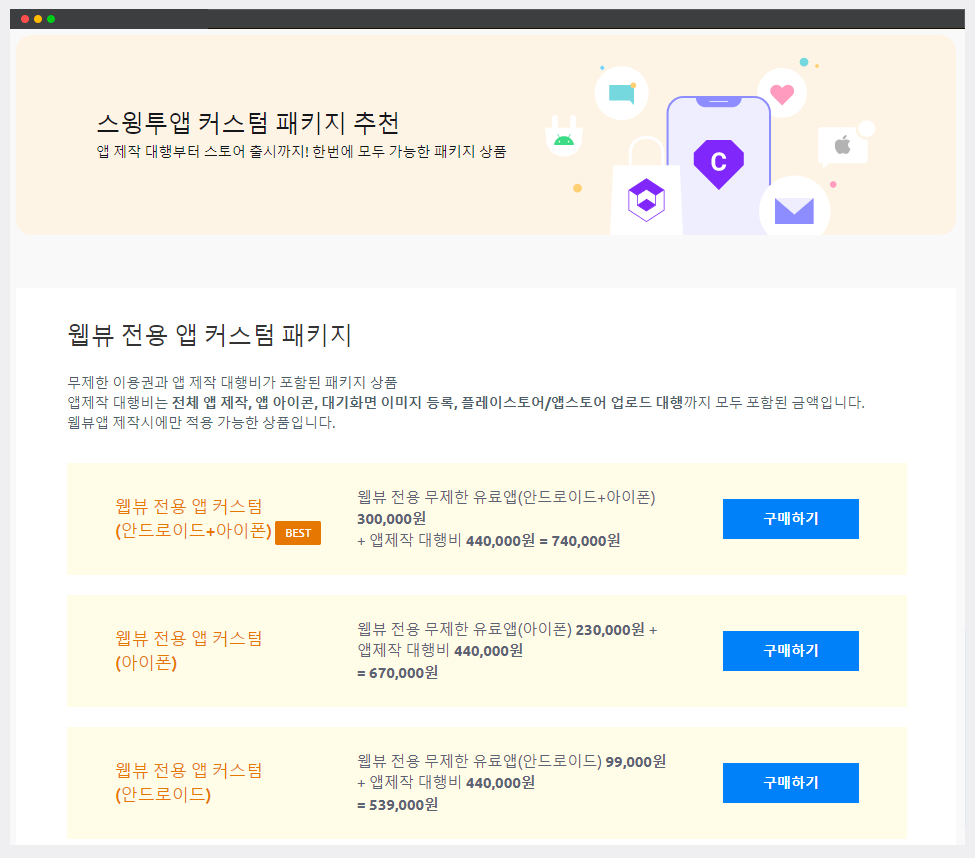 스윙투앱 커스텀 패키지 추천
앱 제작 대행부터 스토어 출시까지! 한번에 모두 가능한 패키지 상품
C
웹뷰 전용 앱 커스텀 패키지
무제한 이용권과 앱 제작 대행비가 포함된 패키지 상품
앱제작 대행비는 전체 앱 제작, 앱 아이콘, 대기화면 이미지 등록, 플레이스토어/앱스토어 업로드 대행까지 모두 포함된 금액입니다.
웹뷰앱 제작시에만 적용 가능한 상품입니다.
웹뷰 전용 앱 커스텀
(안드로이드+아이폰) BEST
웹뷰 전용 무제한 유료앱(안드로이드+아이폰)
300,000원
+ 앱제작 대행비 440,000원 = 740,000원
구매하기
웹뷰 전용 앱 커스텀
(아이폰)
웹뷰 전용 무제한 유료앱(아이폰) 230,000원 +
앱제작 대행비 440,000원
= 670,000원
구매하기
웹뷰 전용 앱 커스텀
(안드로이드)
웹뷰 전용 무제한 유료앱(안드로이드) 99,000원
+ 앱제작 대행비 440,000원
= 539,000원
구매하기